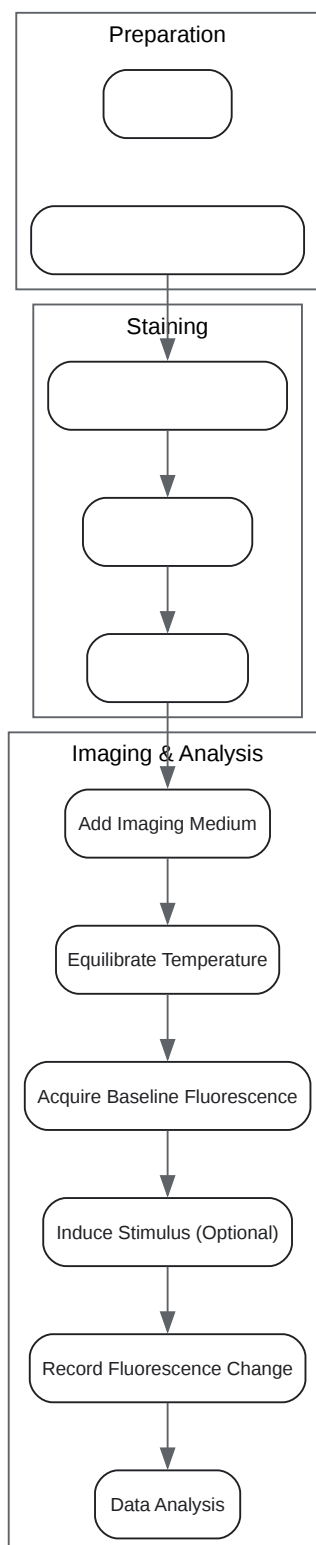 Preparation
Staining
Imaging & Analysis
Add Imaging Medium
Equilibrate Temperature
Acquire Baseline Fluorescence
Induce Stimulus (Optional)
Record Fluorescence Change
Data Analysis